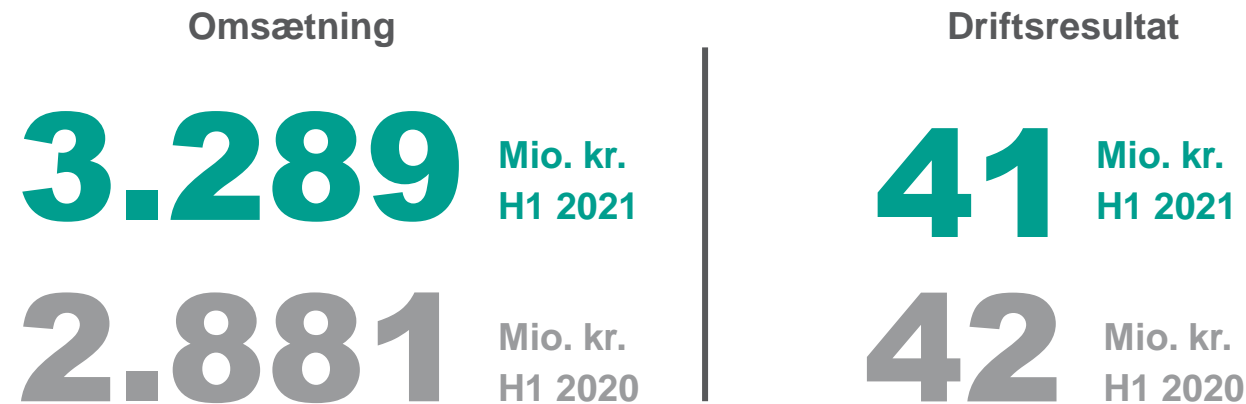 Omsætning
3.289
Mio. kr.
H1 2021
2.881
Mio. kr.
H1 2020
Driftsresultat
41
Mio. kr.
H1 2021
42
Mio. kr.
H1 2020